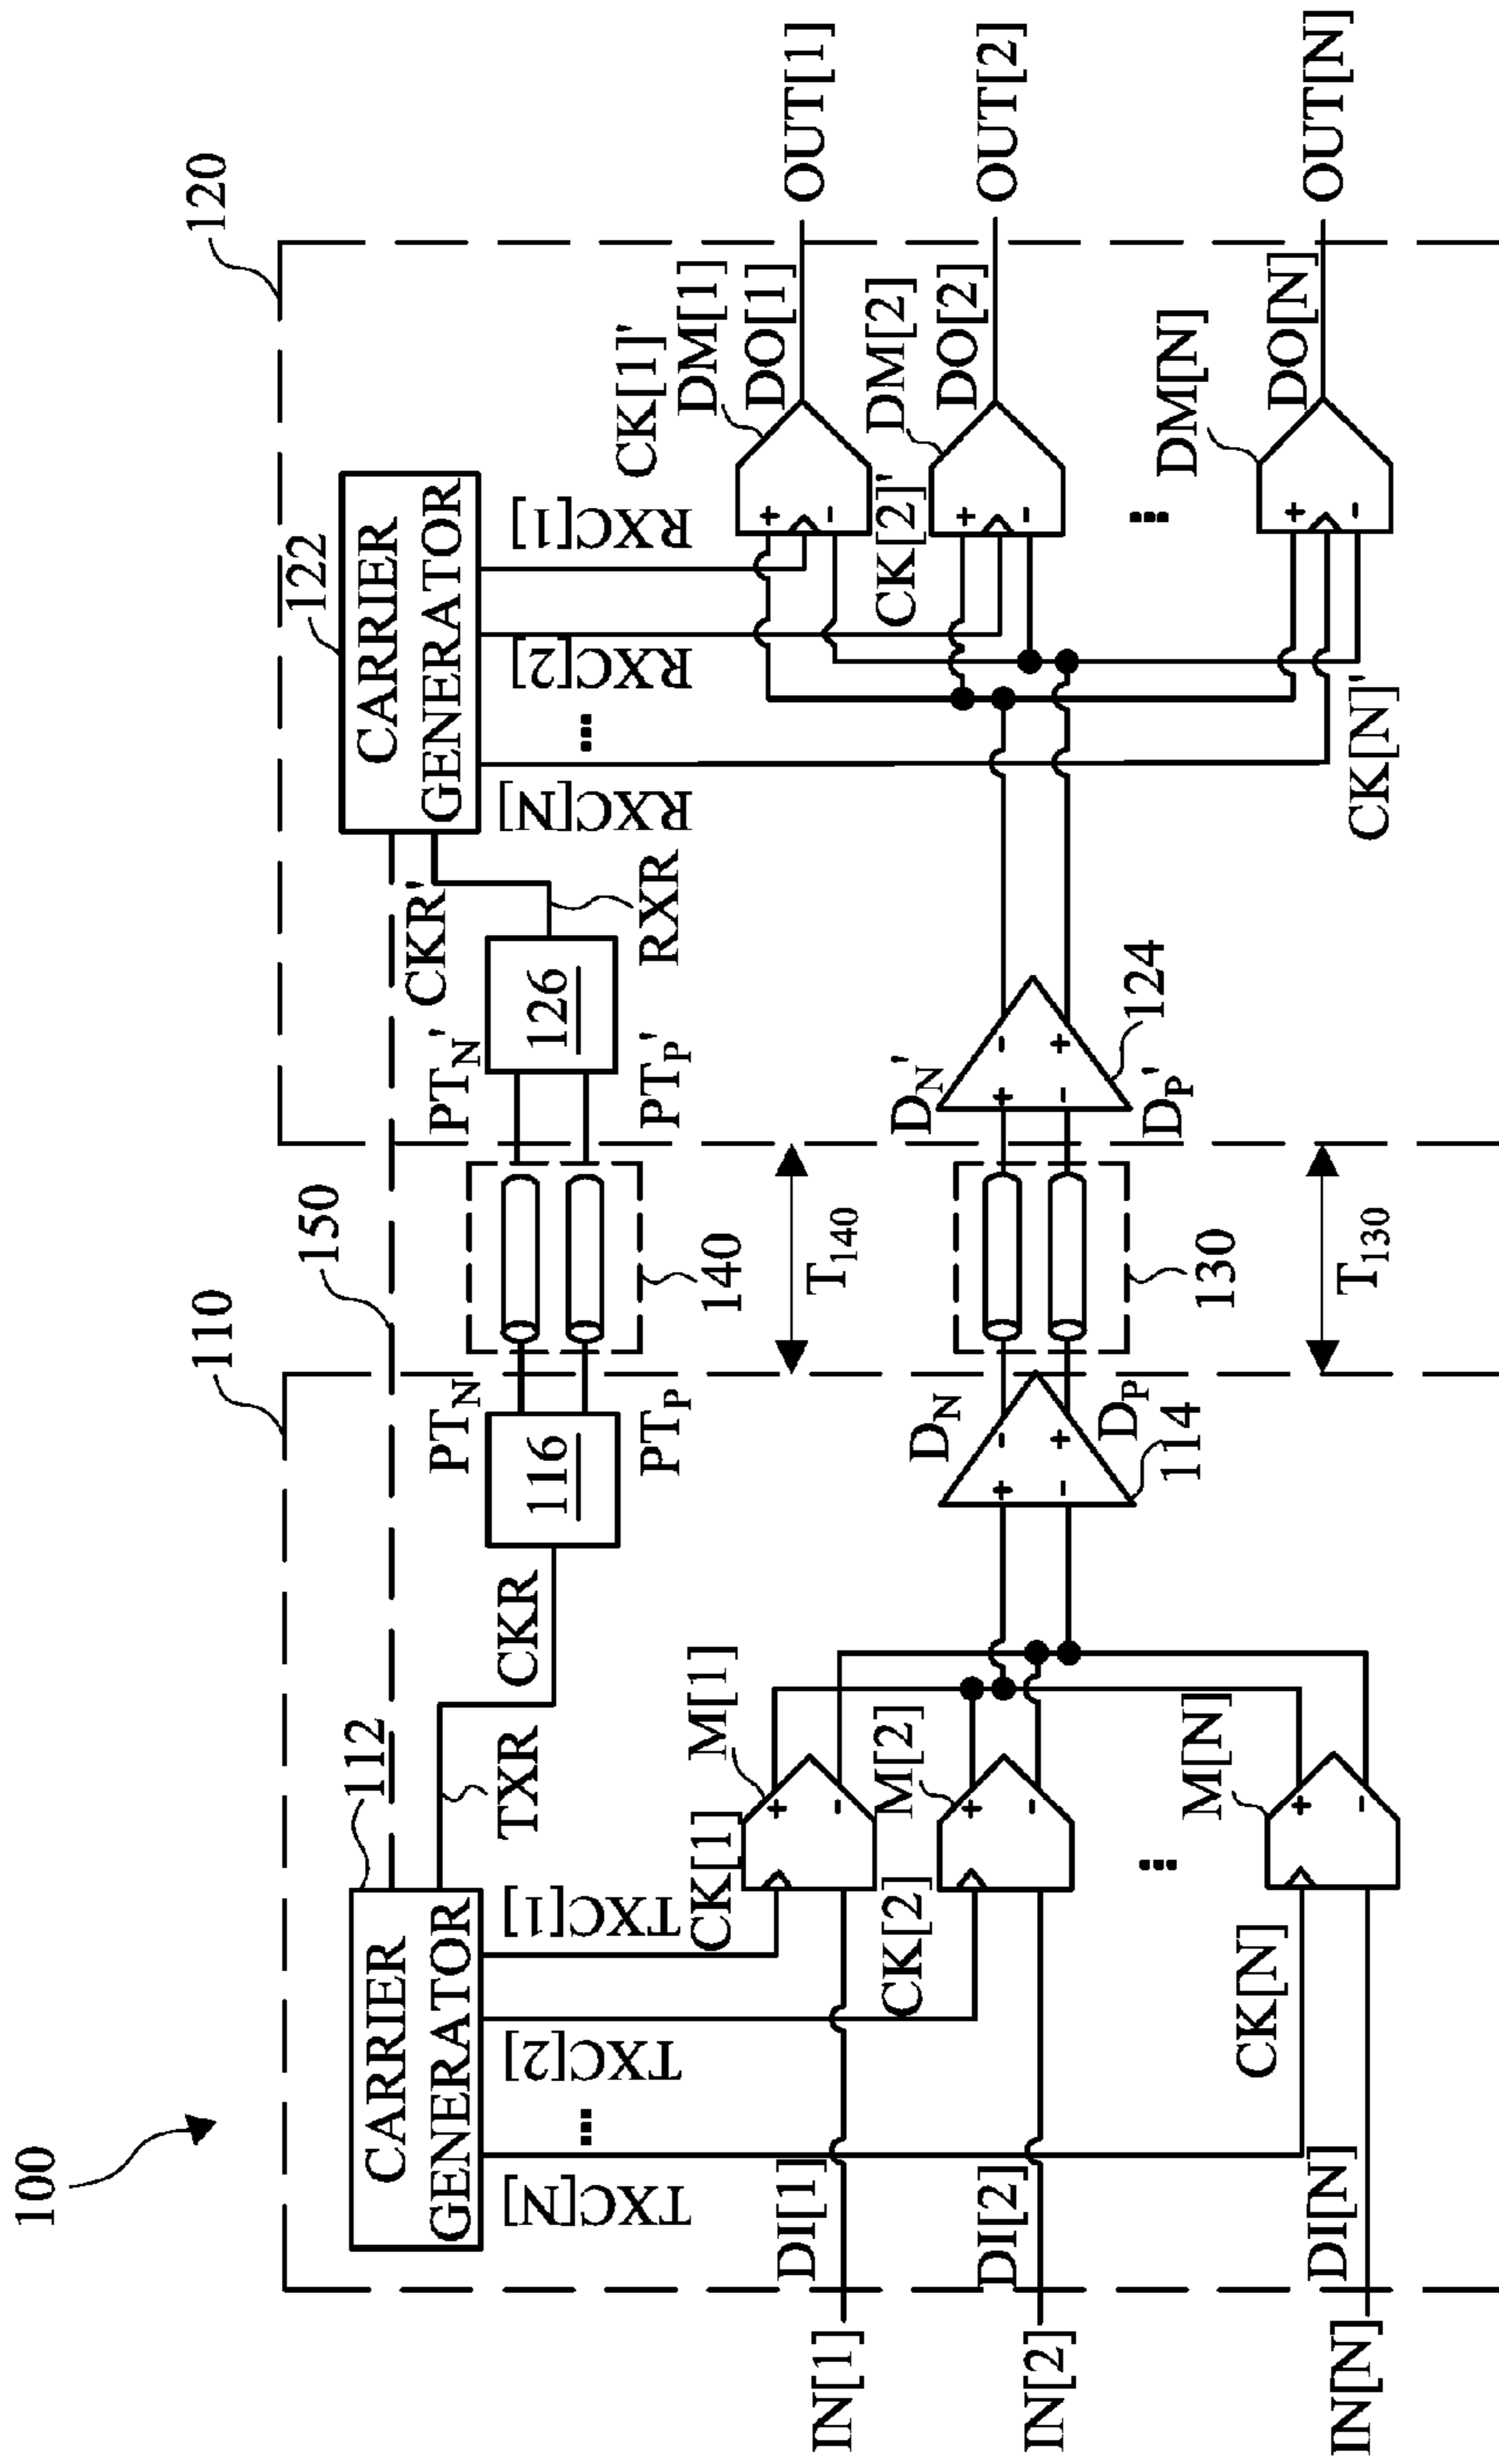 100
110
150
120
112
CARRIER
GENERATOR
TXR
CKR
116
PT_N
PT_P
140
T_140
PT_N'
PT_P'
126
CKR'
RXR
122
CARRIER
GENERATOR
TXC[N]
...
TXC[2]
TXC[1]
RXC[N]
...
RXC[2]
RXC[1]
IN[1]
DI[1]
CK[1]
M[1]
+
-
IN[2]
DI[2]
CK[2]
M[2]
+
-
...
IN[N]
DI[N]
CK[N]
M[N]
+
-
+
-
-
+
D_N
D_P
114
130
T_130
D_N'
D_P'
+
-
-
+
124
CK[1]'
DM[1]
DO[1]
+
-
OUT[1]
CK[2]'
DM[2]
DO[2]
+
-
OUT[2]
...
CK[N]'
DM[N]
DO[N]
+
-
OUT[N]